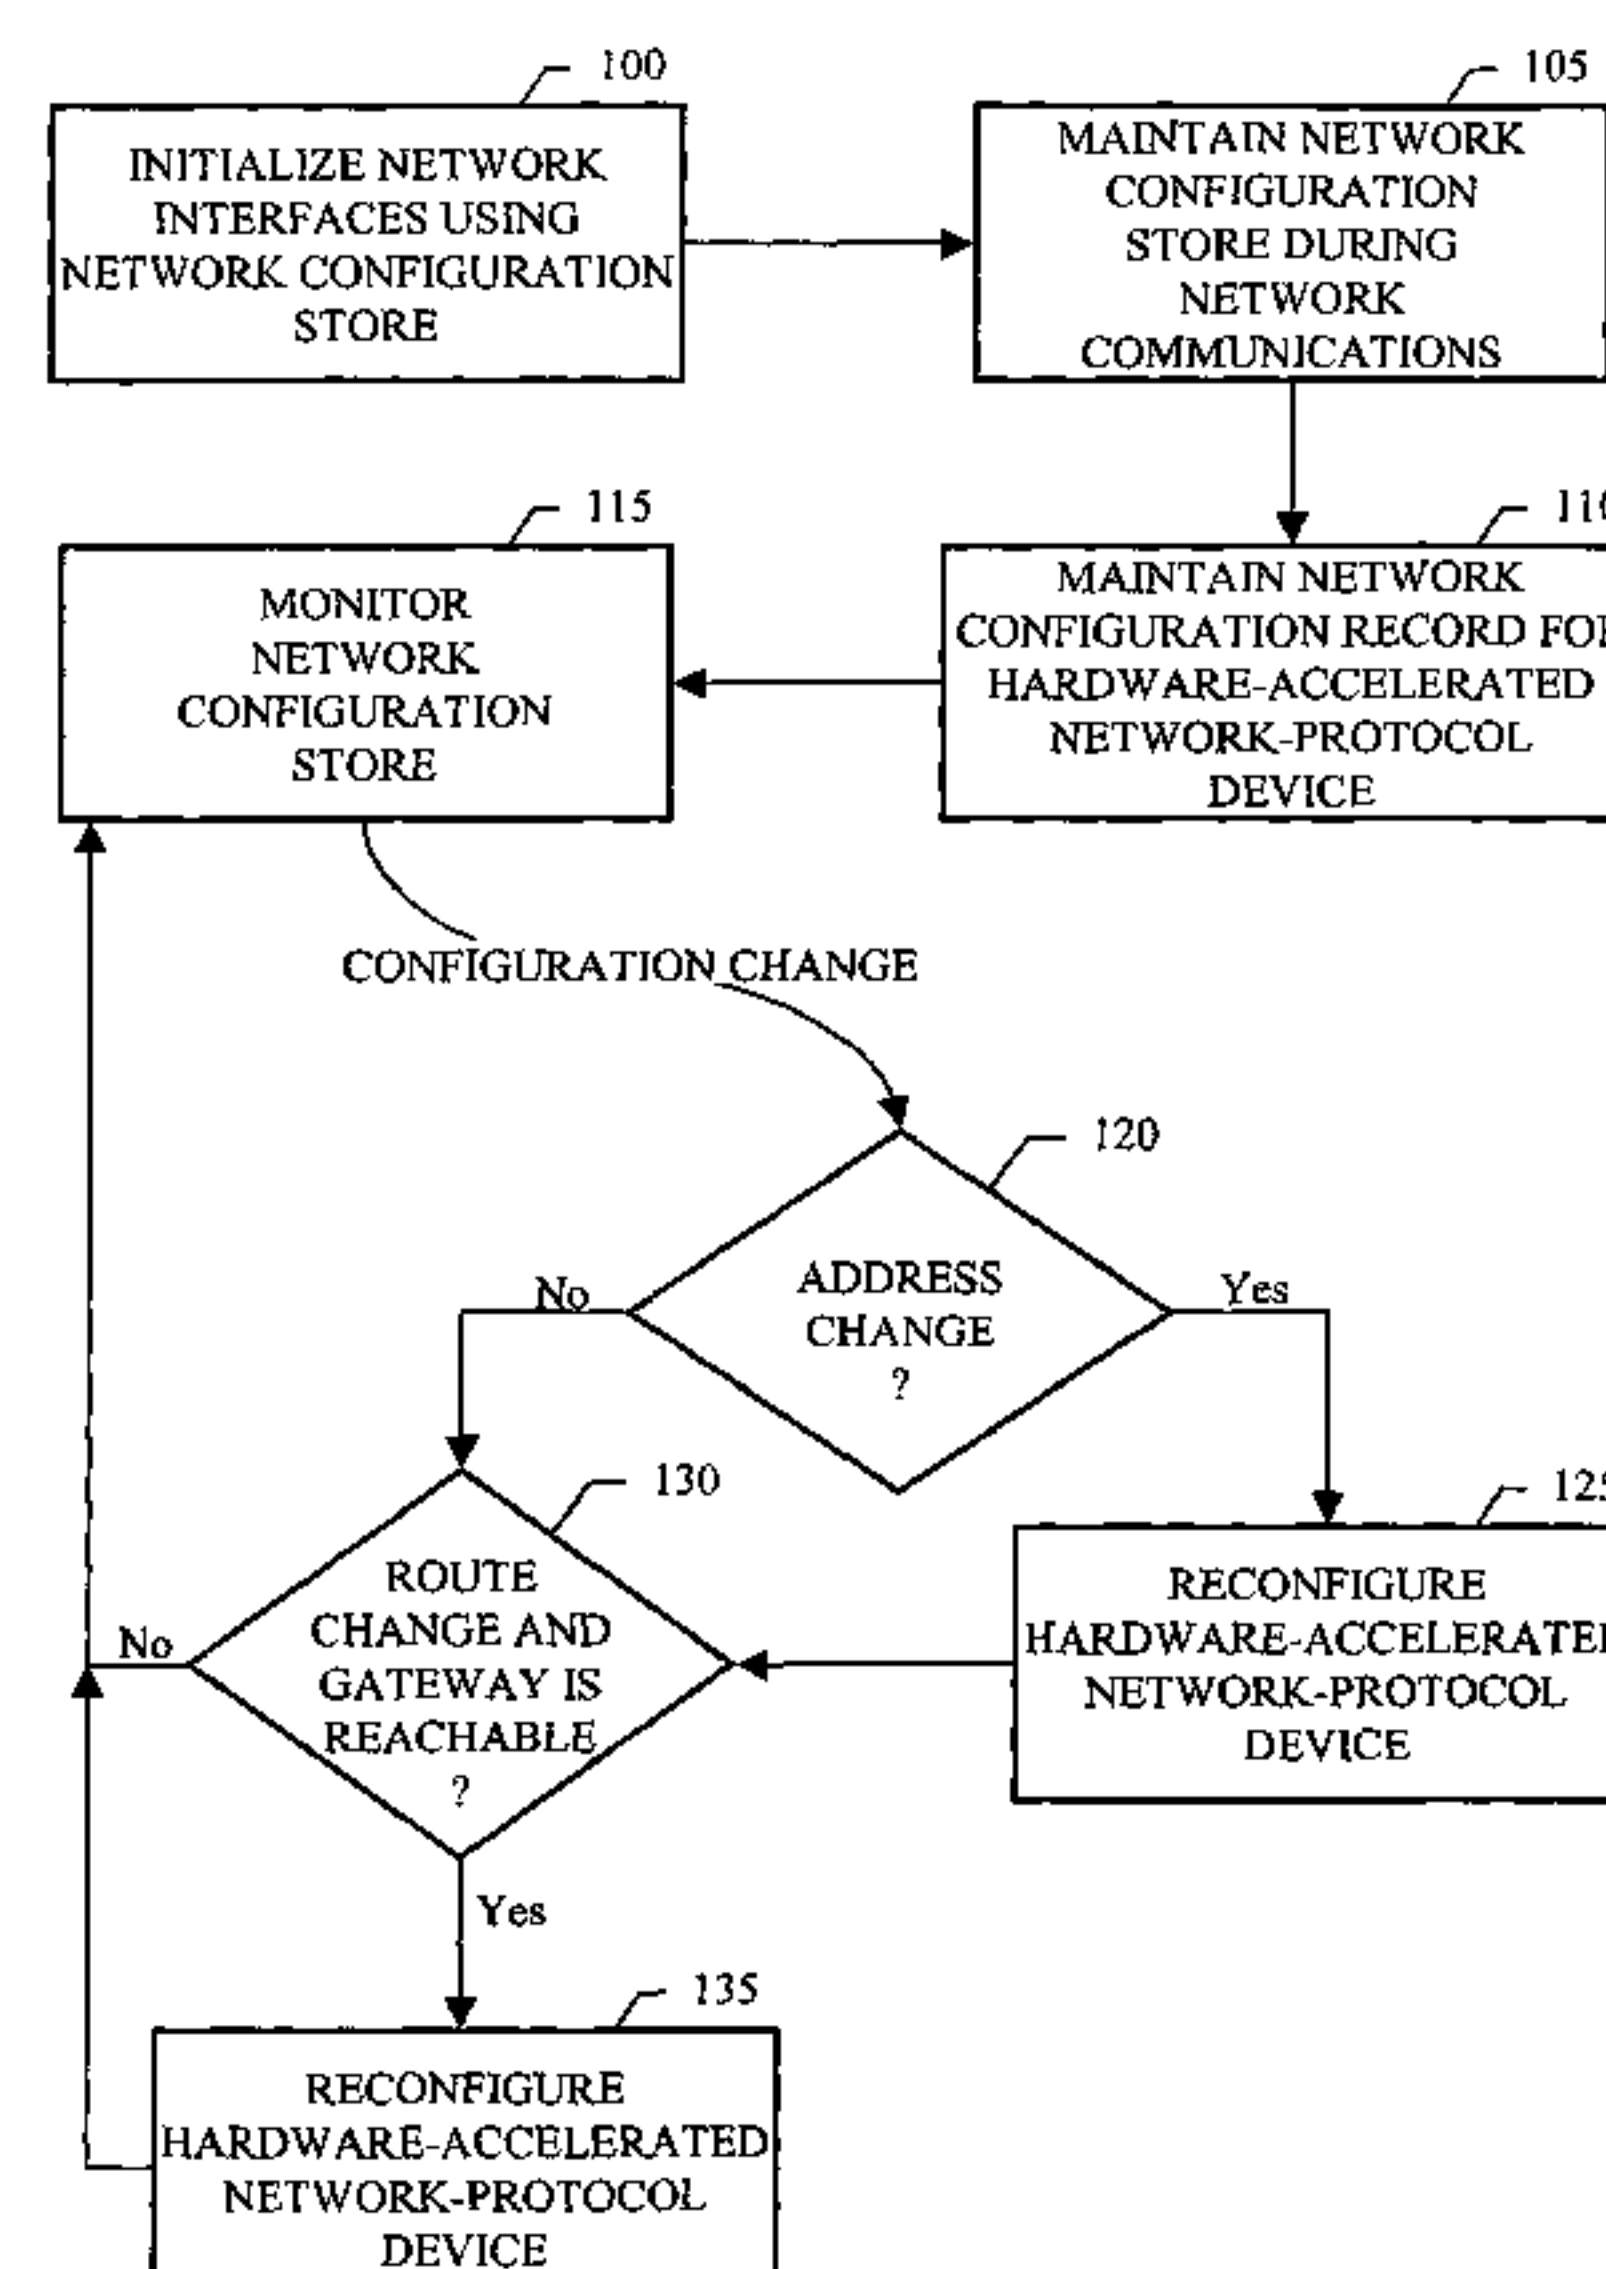 100
INITIALIZE NETWORK
INTERFACES USING
NETWORK CONFIGURATION
STORE
105
MAINTAIN NETWORK
CONFIGURATION
STORE DURING
NETWORK
COMMUNICATIONS
115
MONITOR
NETWORK
CONFIGURATION
STORE
MAINTAIN NETWORK
CONFIGURATION RECORD
HARDWARE-ACCELERATED
NETWORK-PROTOCOL
DEVICE
CONFIGURATION CHANGE
120
ADDRESS
CHANGE
?
No
Yes
130
ROUTE
CHANGE AND
GATEWAY IS
REACHABLE
?
No
Yes
RECONFIGURE
NETWORK-PROTOCOL
DEVICE
135
RECONFIGURE
HARDWARE-ACCELERATED
NETWORK-PROTOCOL
DEVICE